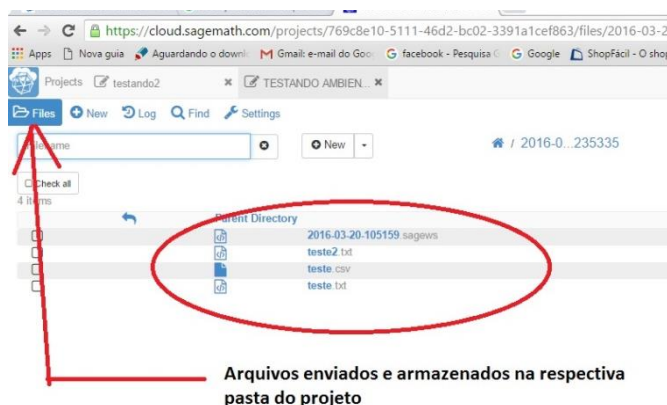 https://cloud.sagemath.com/projects/769c8e10-5111-46d2-bc02-3391a1cef863/files/2016-03-2
Apps Nova guia Aguardando o downlo Gmail: e-mail do Goo facebook - Pesquisa G Google ShopFácil - O shop
Projects testando2 × TESTANDO AMBIEN... ×
Files New Log Find Settings
Filename New / 2016-0...235335
Check all
4 items
Parent Directory
2016-03-20-105159.sagews
teste2.txt
teste.csv
teste.txt
Arquivos enviados e armazenados na respectiva
pasta do projeto